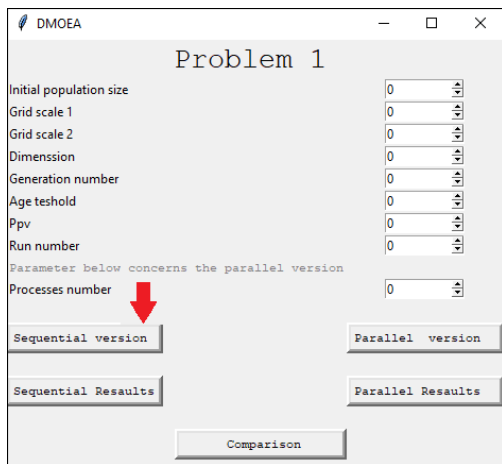 DMOEA
Problem 1
Initial population size 0
Grid scale 1 0
Grid scale 2 0
Dimenssion 0
Generation number 0
Age teshold 0
Ppv 0
Run number 0
Parameter below concerns the parallel version
Processes number 0
Sequential version Parallel version
Sequential Resaults Parallel Resaults
Comparison